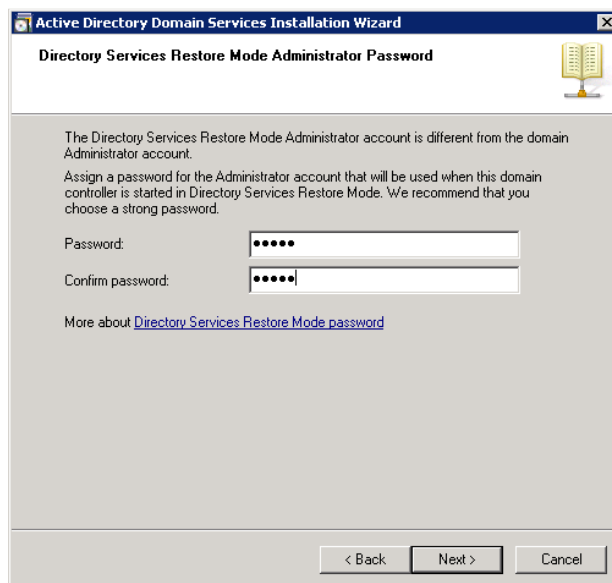 Active Directory Domain Services Installation Wizard
Directory Services Restore Mode Administrator Password
The Directory Services Restore Mode Administrator account is different from the domain
Administrator account.
Assign a password for the Administrator account that will be used when this domain
controller is started in Directory Services Restore Mode. We recommend that you
choose a strong password.
Password: •••••
Confirm password: •••••
More about Directory Services Restore Mode password
< Back Next > Cancel